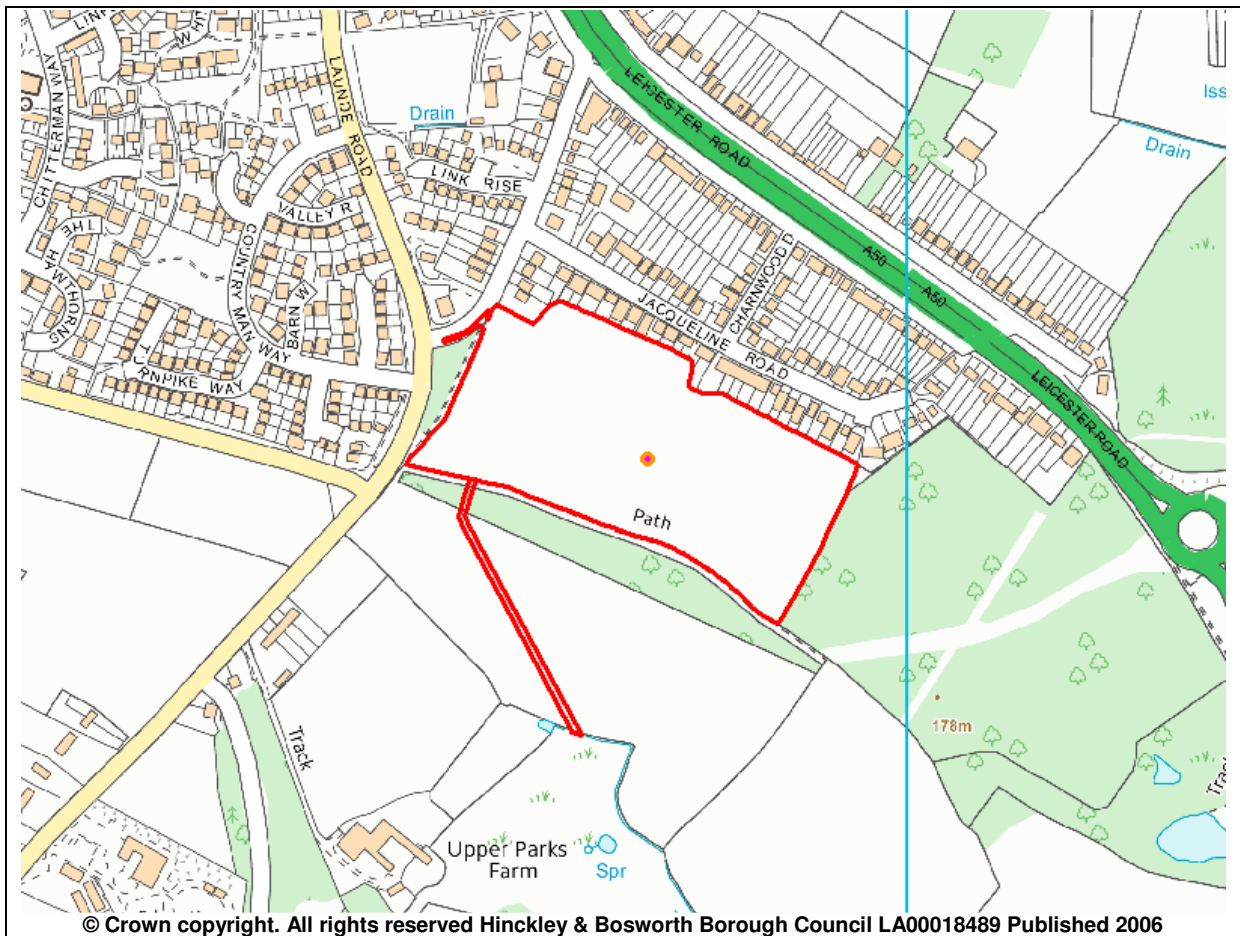 CHITTERMAN WAY
LAUNDE ROAD
Drain
LINK RISE
VALLEY R
THE
HAWTHORNS
COUNTRY MAN WAY
BARN W
RNPIKE WAY
LEICESTER ROAD
A50
A50
LEICESTER ROAD
JACQUELINE ROAD
CHARNWOOD D
Iss
Drain
Path
178m
Track
Upper Parks
Farm
Spr
© Crown copyright. All rights reserved Hinckley & Bosworth Borough Council LA00018489 Published 2006